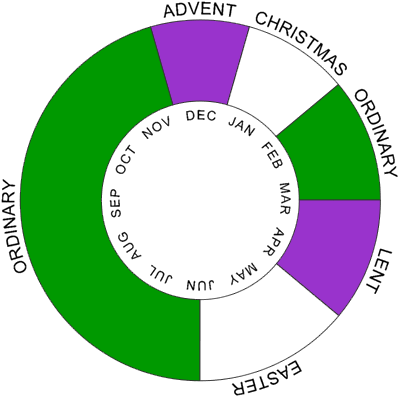 ADVENT
CHRISTMAS
ORDINARY
LENT
EASTER
ORDINARY
DEC
JAN
FEB
MAR
APR
MAY
JUN
JUL
AUG
SEP
OCT
NOV